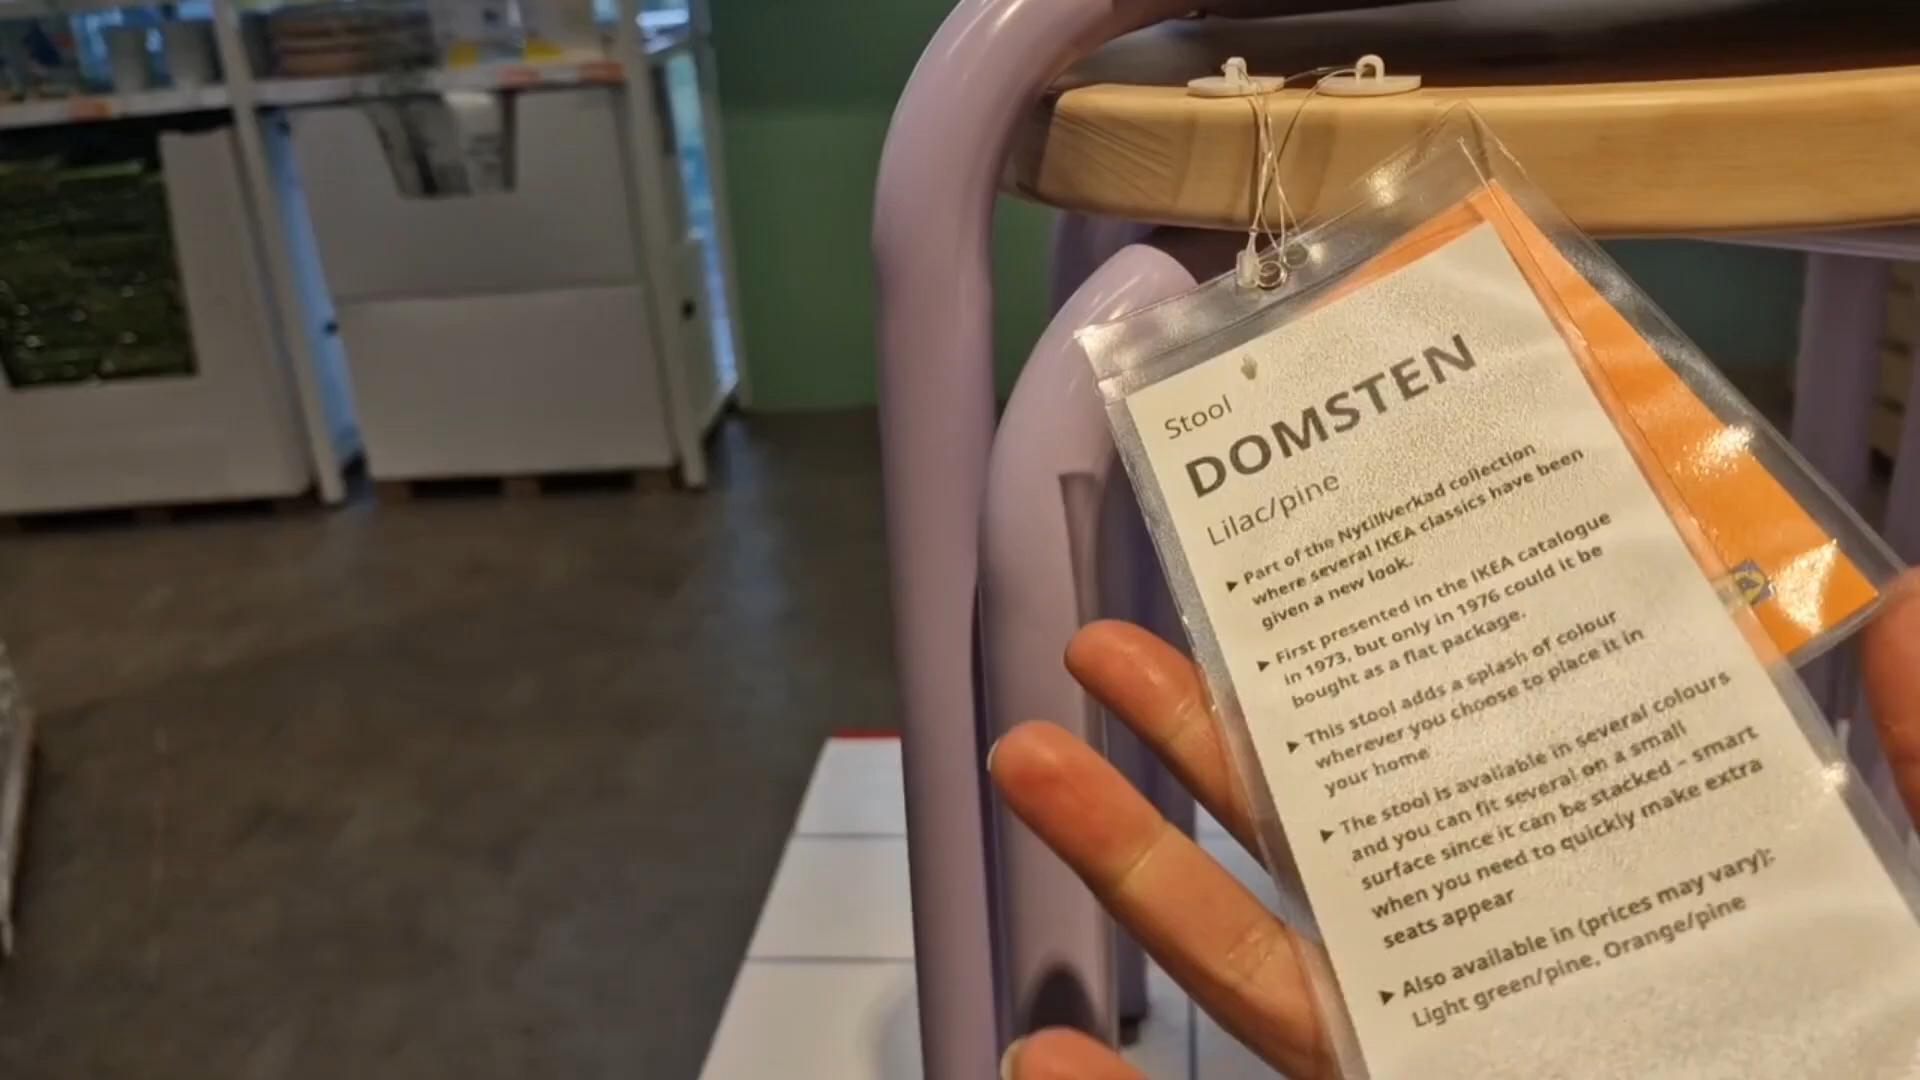 Stool
DOMSTEN
Lilac/pine
▸ Part of the Nytillverkad collection
where several IKEA classics have been
given a new look.
▸ First presented in the IKEA catalogue
in 1973, but only in 1976 could it be
bought as a flat package.
▸ This stool adds a splash of colour
wherever you choose to place it in
your home
▸ The stool is available in several colours
and you can fit several on a small
surface since it can be stacked – smart
when you need to quickly make extra
seats appear
▸ Also available in (prices may vary):
Light green/pine, Orange/pine